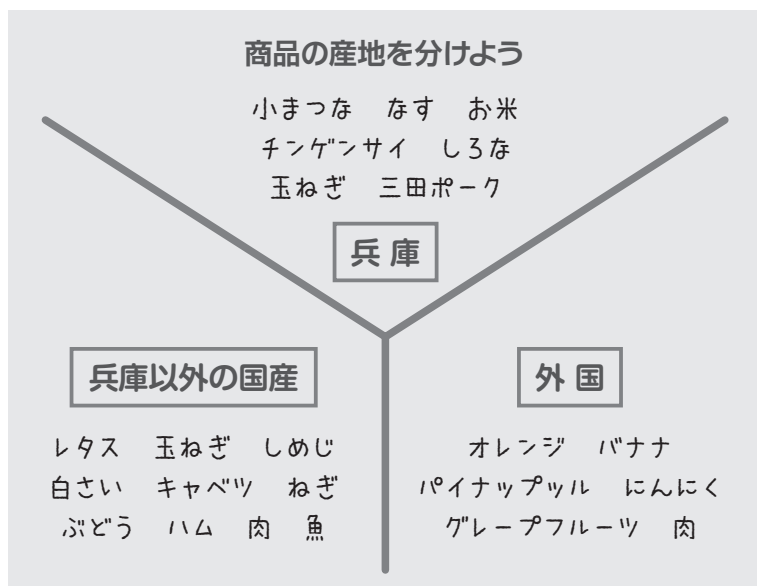 商品の産地を分けよう
小まつな なす お米
チンゲンサイ しろな
玉ねぎ 三田ポーク
兵庫
兵庫以外の国産
レタス 玉ねぎ しめじ
白さい キャベツ ねぎ
ぶどう ハム 肉 魚
外国
オレンジ バナナ
パイナップツル にんにく
グレープフルーツ 肉